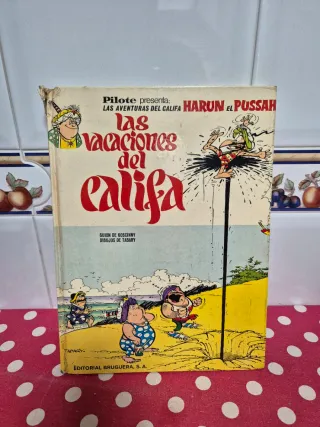 Pilote presenta:
LAS AVENTURAS DEL CALIFA HARUN EL PUSSAH
las
vacaciones
del
califa
GUION DE GOSCINNY
DIBUJOS DE TABARY
TABARY
EDITORIAL BRUGUERA, S.A.